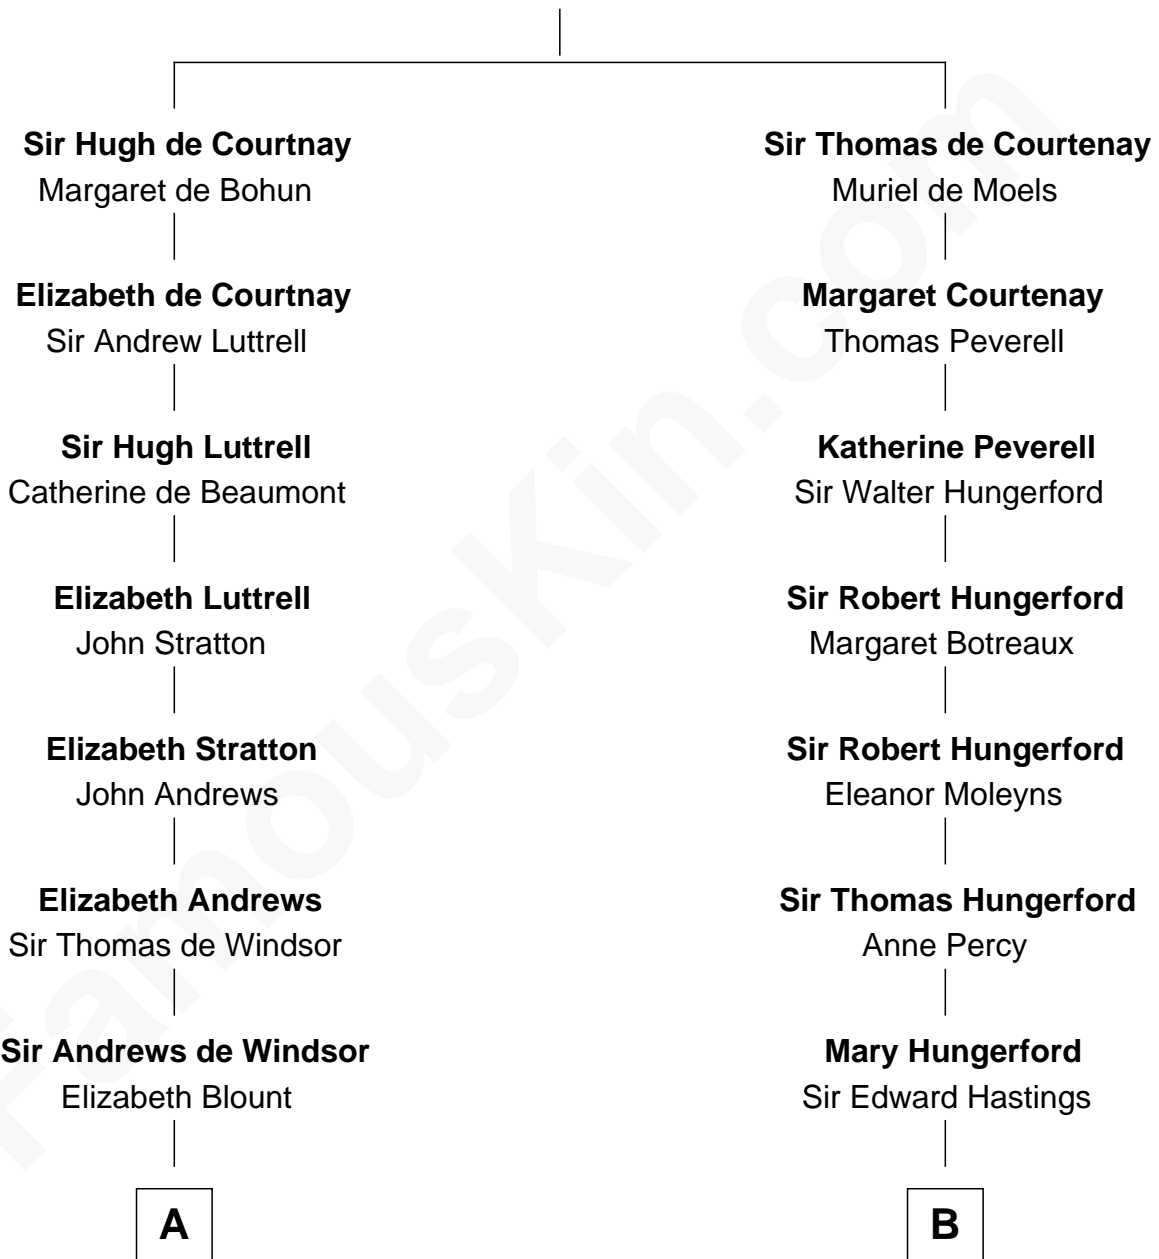 Sir Hugh de Courtnay
Margaret de Bohun
Elizabeth de Courtnay
Sir Andrew Luttrell
Sir Hugh Luttrell
Catherine de Beaumont
Elizabeth Luttrell
John Stratton
Elizabeth Stratton
John Andrews
Elizabeth Andrews
Sir Thomas de Windsor
Sir Andrews de Windsor
Elizabeth Blount
A
Sir Thomas de Courtenay
Muriel de Moels
Margaret Courtenay
Thomas Peverell
Katherine Peverell
Sir Walter Hungerford
Sir Robert Hungerford
Margaret Botreaux
Sir Robert Hungerford
Eleanor Moleyns
Sir Thomas Hungerford
Anne Percy
Mary Hungerford
Sir Edward Hastings
B
FamousKin.com